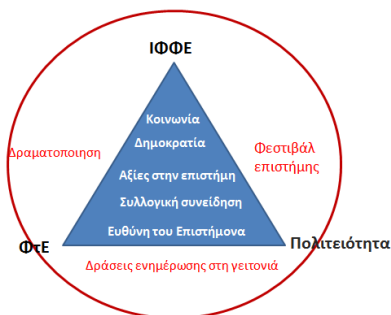 ΙΦΦΕ
Κοινωνία
Δημοκρατία
Δραματοποιηση
Φεστιβάλ
επιστήμης
Αξίες στην επιστήμη
Συλλογική συνείδηση
Ευθύνη του Επιστήμονα
ΦτΕ
Πολιτειότητα
Δράσεις ενημέρωσης στη γειτονιά